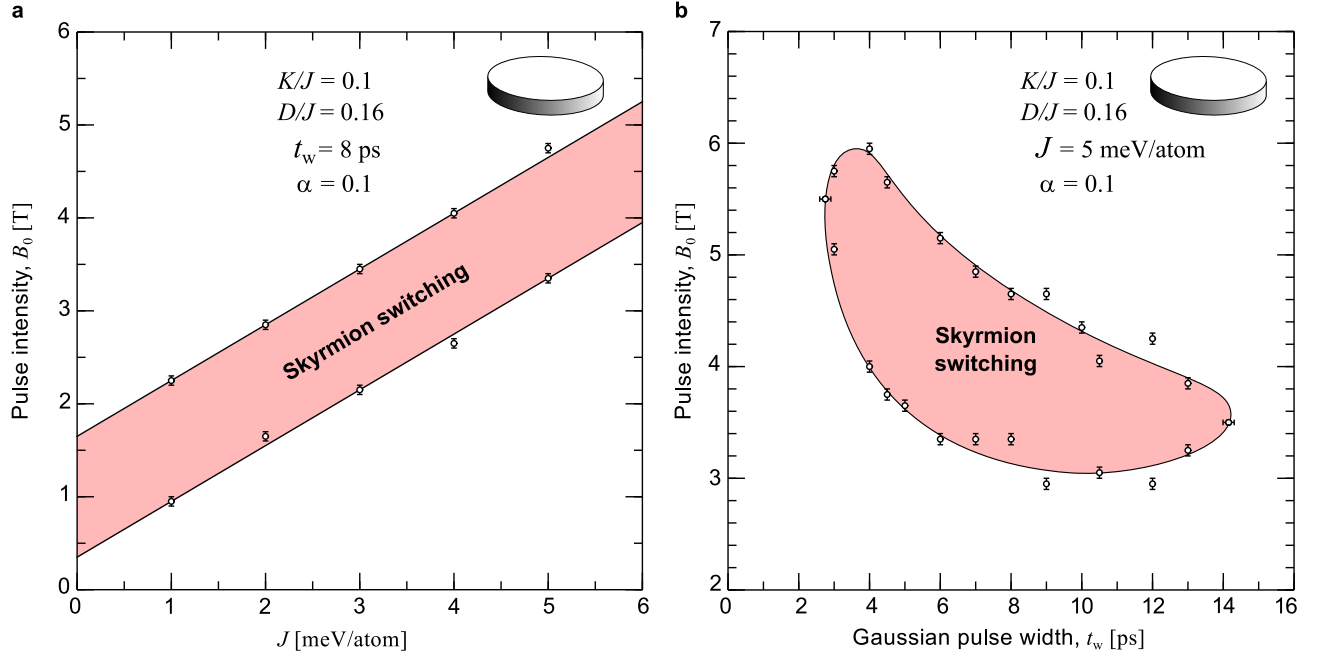 a
6
5
4
3
2
1
0
Pulse intensity, B₀ [T]
K/J = 0.1
D/J = 0.16
t_w = 8 ps
α = 0.1
Skyrmion switching
0 1 2 3 4 5 6
J [meV/atom]
b
7
6
5
4
3
2
Pulse intensity, B₀ [T]
K/J = 0.1
D/J = 0.16
J = 5 meV/atom
α = 0.1
Skyrmion
switching
0 2 4 6 8 10 12 14 16
Gaussian pulse width, t_w [ps]